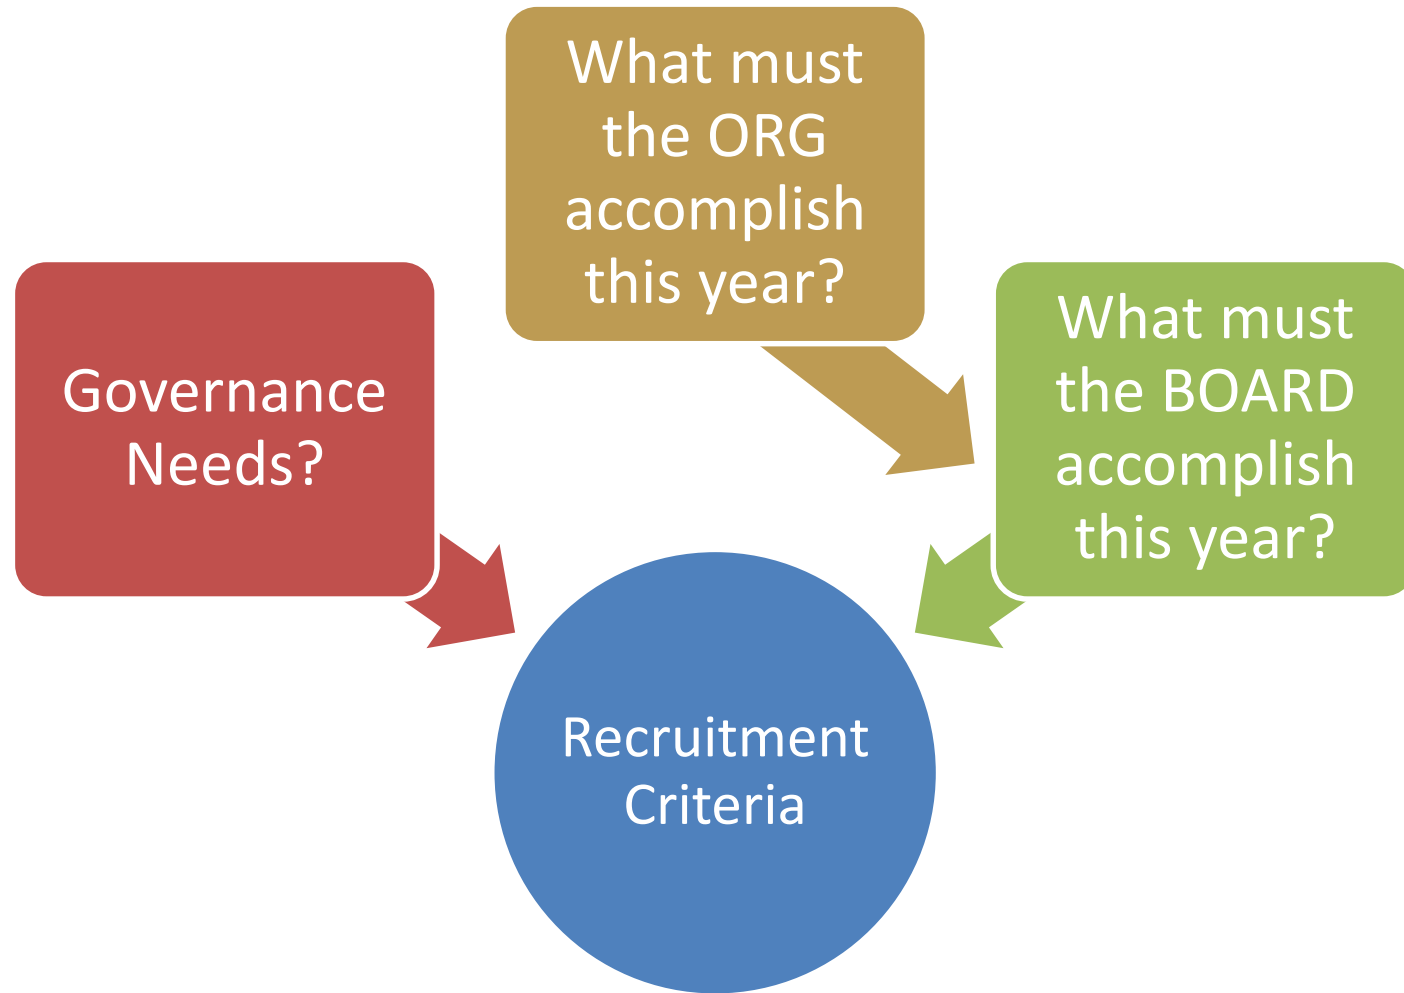 What must
the ORG
accomplish
this year?
Governance
Needs?
What must
the BOARD
accomplish
this year?
Recruitment
Criteria